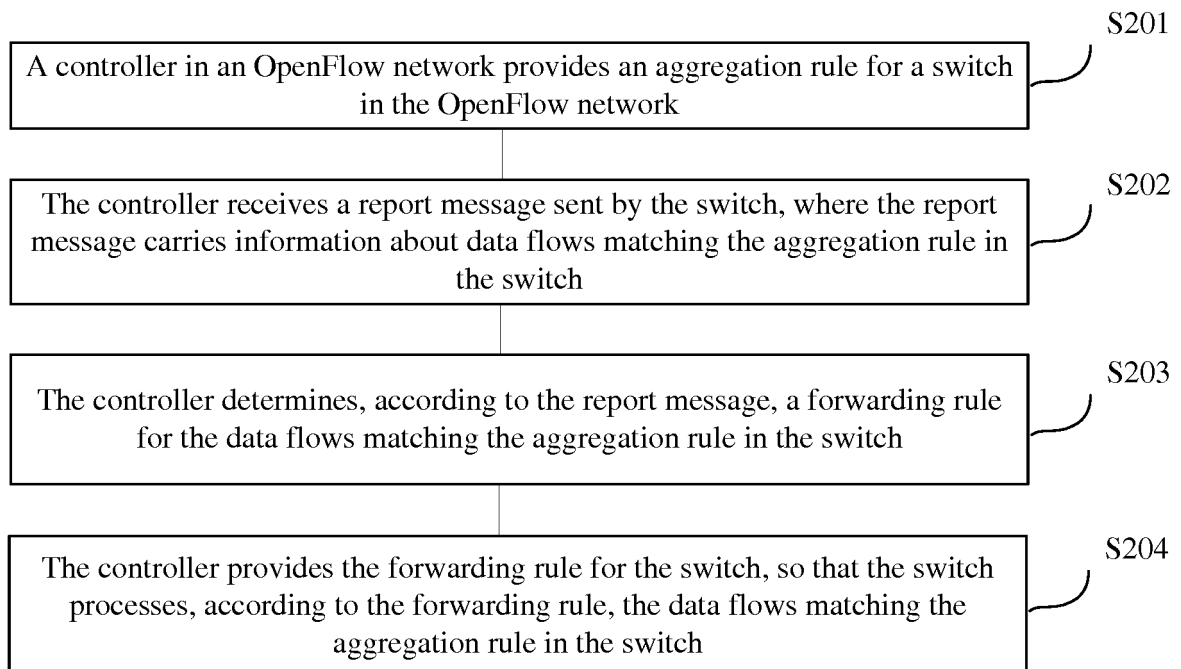 S201
A controller in an OpenFlow network provides an aggregation rule for a switch
in the OpenFlow network
S202
The controller receives a report message sent by the switch, where the report
message carries information about data flows matching the aggregation rule in
the switch
S203
The controller determines, according to the report message, a forwarding rule
for the data flows matching the aggregation rule in the switch
S204
The controller provides the forwarding rule for the switch, so that the switch
processes, according to the forwarding rule, the data flows matching the
aggregation rule in the switch